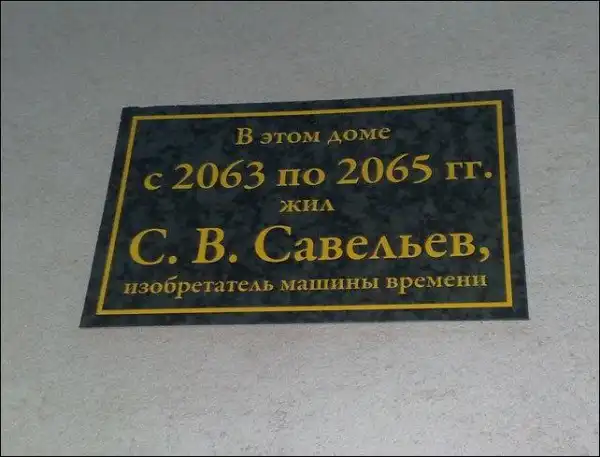 В этом доме
с 2063 по 2065 гг.
жил
С. В. Савельев,
изобретатель машины времени